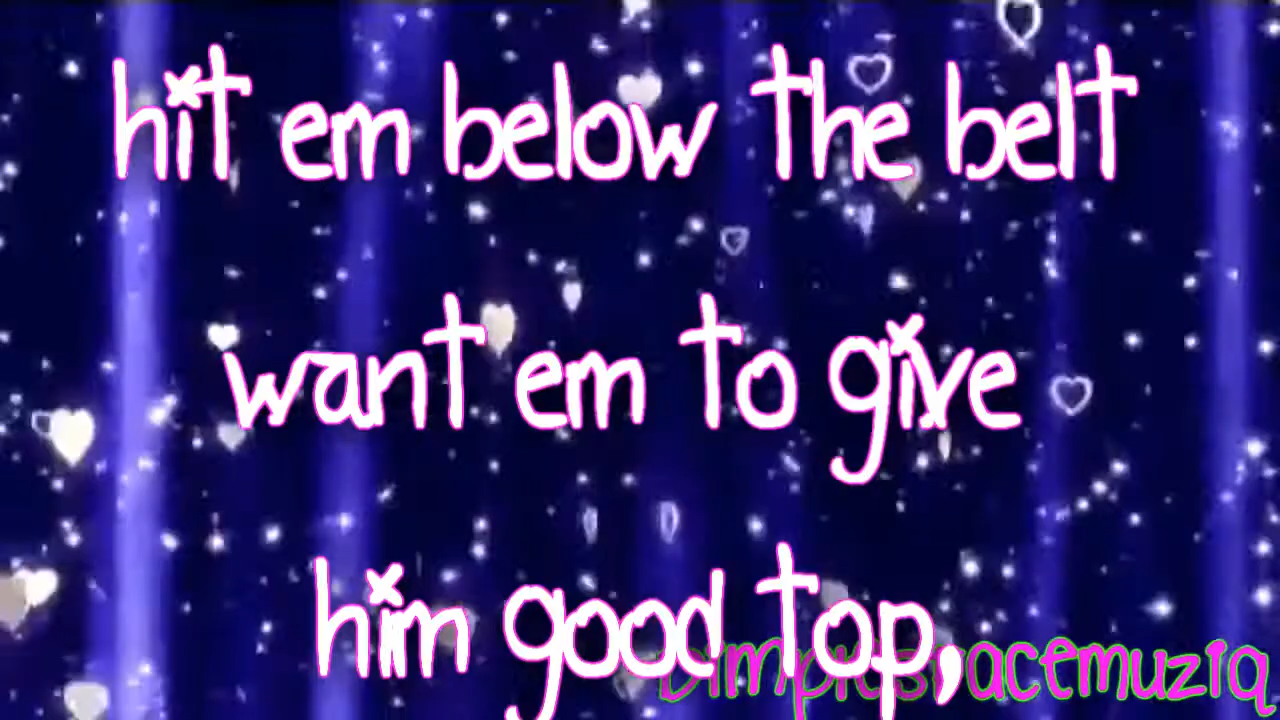 hit em below the belt
want em to give
him good top,